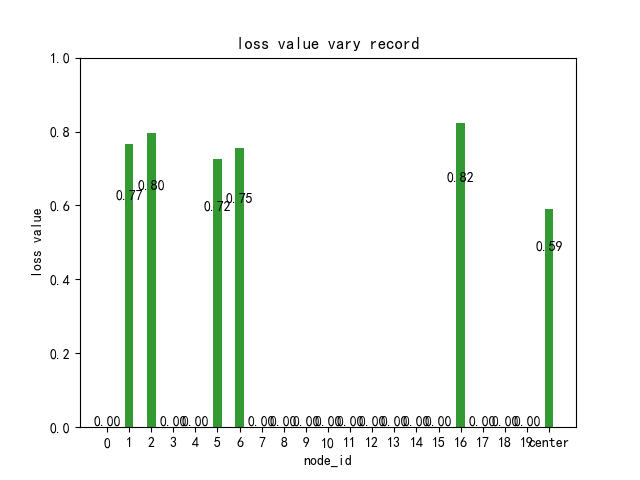 loss value vary record
loss value
1.0
0.8
0.6
0.4
0.2
0.0
0.00 0.77 0.80 0.00 0.00 0.72 0.75 0.00 0.00 0.00 0.00 0.00 0.00 0.00 0.00 0.00 0.82 0.00 0.00 0.00 0.59
0 1 2 3 4 5 6 7 8 9 10 11 12 13 14 15 16 17 18 19 center
node_id